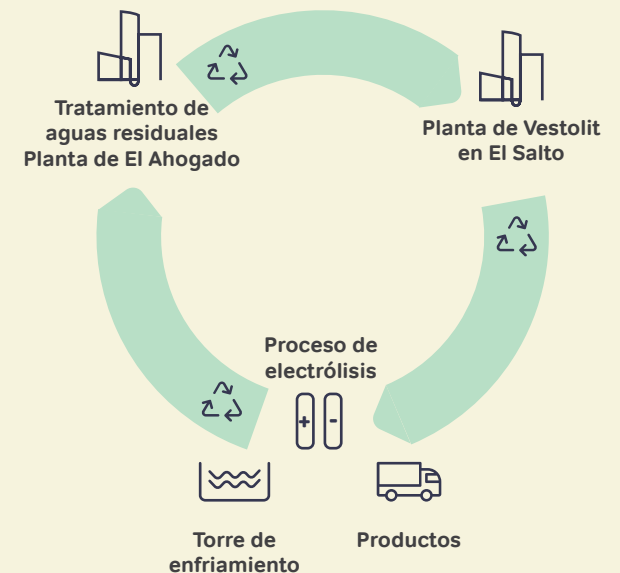 Tratamiento de
aguas residuales
Planta de El Ahogado
Planta de Vestolit
en El Salto
Proceso de
electrólisis
+ -
Torre de
enfriamiento
Productos